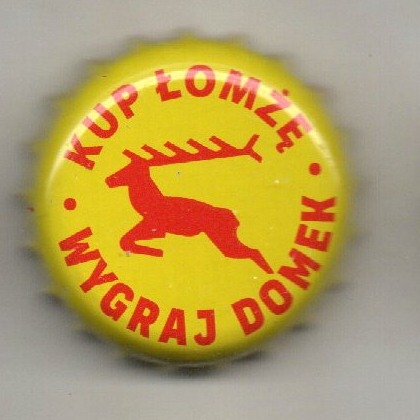 KUP ŁOMŻĘ
WYGRAJ DOMEK